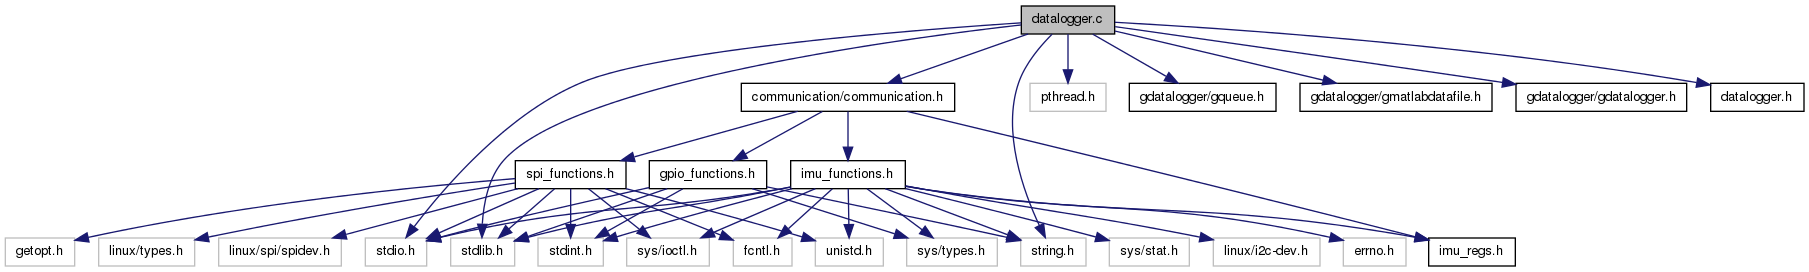 datalogger.c
communication/communication.h
pthread.h
gdatalogger/gqueue.h
gdatalogger/gmatlabdatafile.h
gdatalogger/gdatalogger.h
datalogger.h
spi_functions.h
gpio_functions.h
imu_functions.h
getopt.h
linux/types.h
linux/spi/spidev.h
stdio.h
stdlib.h
stdint.h
sys/ioctl.h
fcntl.h
unistd.h
sys/types.h
string.h
sys/stat.h
linux/i2c-dev.h
errno.h
imu_regs.h